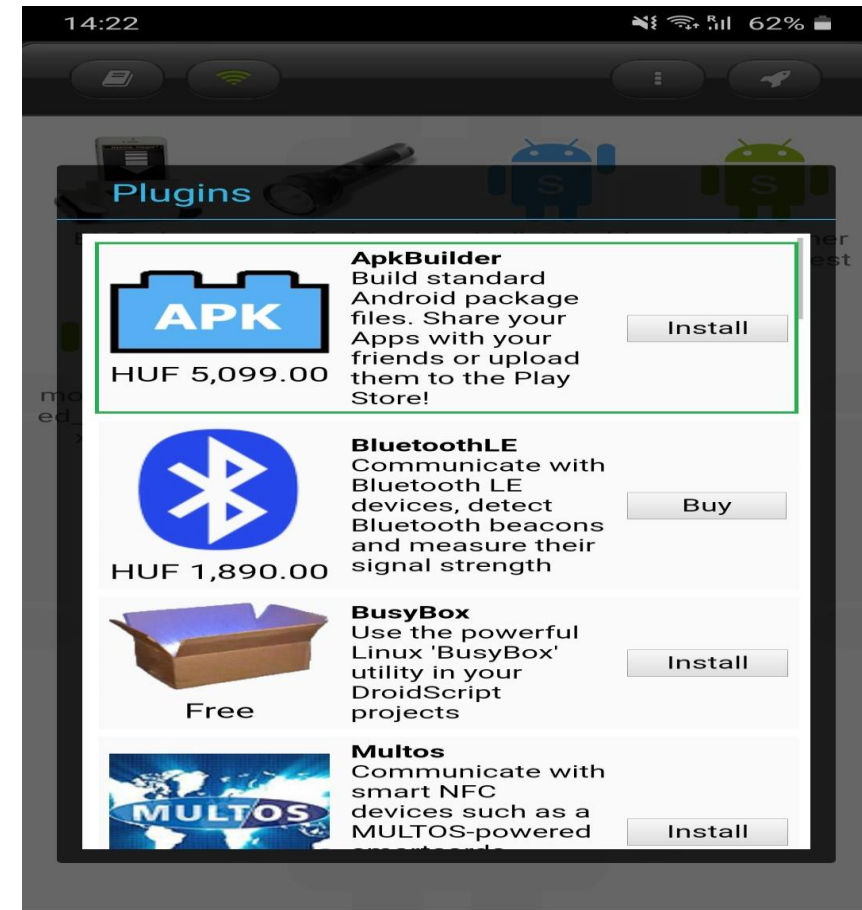 14:22
62%
Plugins
APK
HUF 5,099.00
ApkBuilder
Build standard
Android package
files. Share your
Apps with your
friends or upload
them to the Play
Store!
Install
HUF 1,890.00
BluetoothLE
Communicate with
Bluetooth LE
devices, detect
Bluetooth beacons
and measure their
signal strength
Buy
Free
BusyBox
Use the powerful
Linux 'BusyBox'
utility in your
DroidScript
projects
Install
MULTOS
Multos
Communicate with
smart NFC
devices such as a
MULTOS-powered
Install